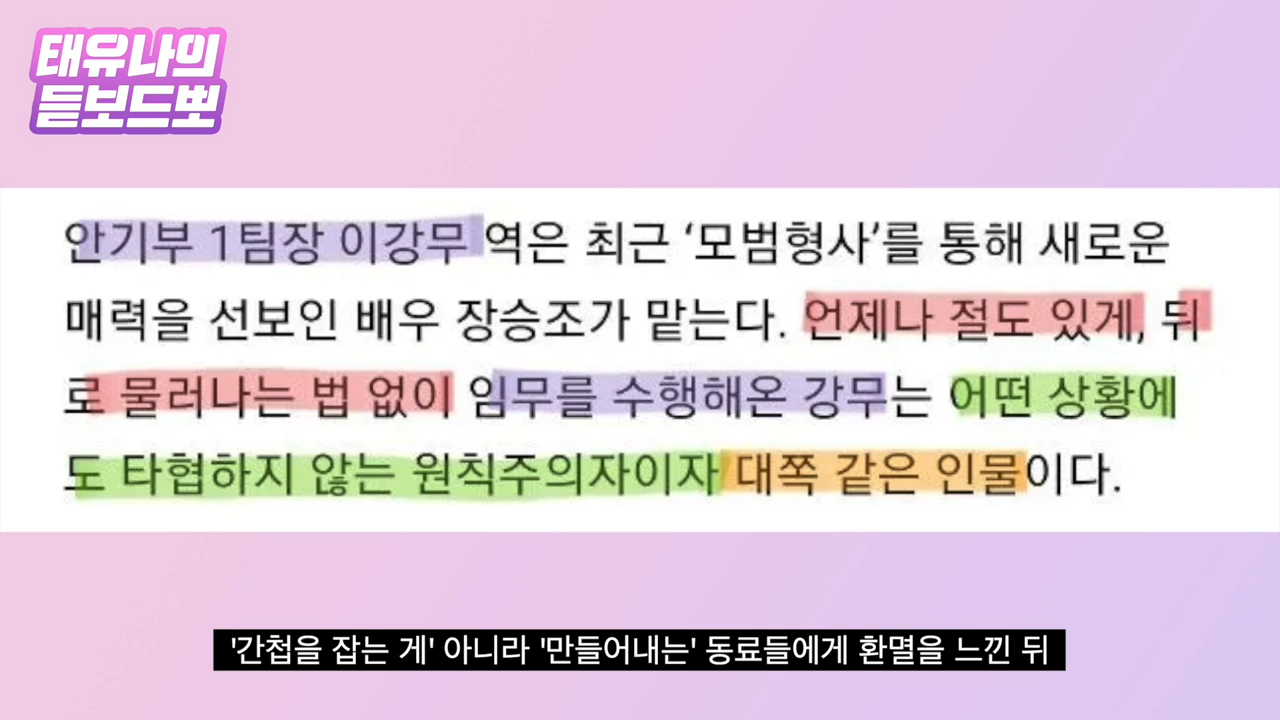 태유나의
듣보드뽀
안기부 1팀장 이강무 역은 최근 ‘모범형사’를 통해 새로운
매력을 선보인 배우 장승조가 맡는다. 언제나 절도 있게, 뒤
로 물러나는 법 없이 임무를 수행해온 강무는 어떤 상황에
도 타협하지 않는 원칙주의자이자 대쪽 같은 인물이다.
'간첩을 잡는 게' 아니라 '만들어내는' 동료들에게 환멸을 느낀 뒤